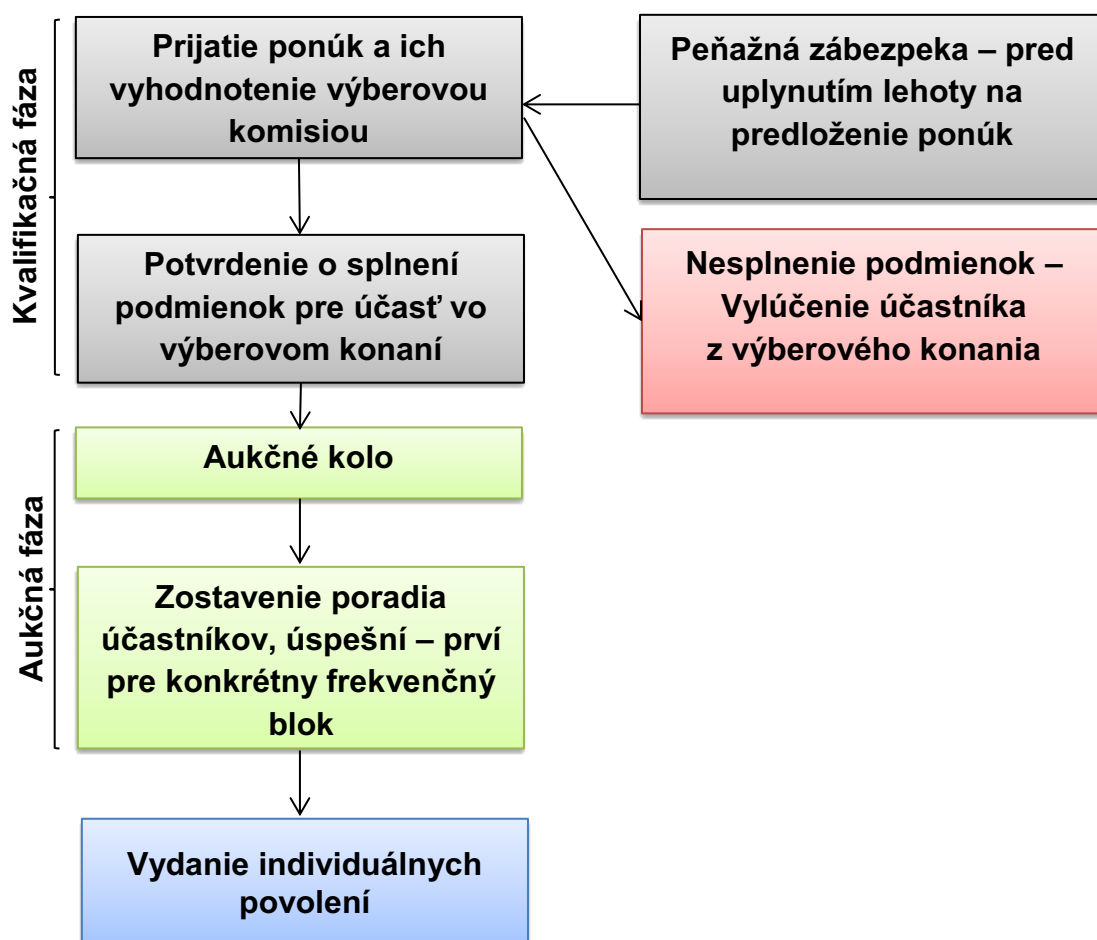 Kvalifikačná fáza
Prijatie ponúk a ich
vyhodnotenie výberovou
komisiou
Peňažná zábezpeka – pred
uplynutím lehoty na
predloženie ponúk
Potvrdenie o splnení
podmienok pre účasť vo
výberovom konaní
Nesplnenie podmienok –
Vylúčenie účastníka
z výberového konania
Aukčná fáza
Aukčné kolo
Zostavenie poradia
účastníkov, úspešní – prví
pre konkrétny frekvenčný
blok
Vydanie individuálnych
povolení